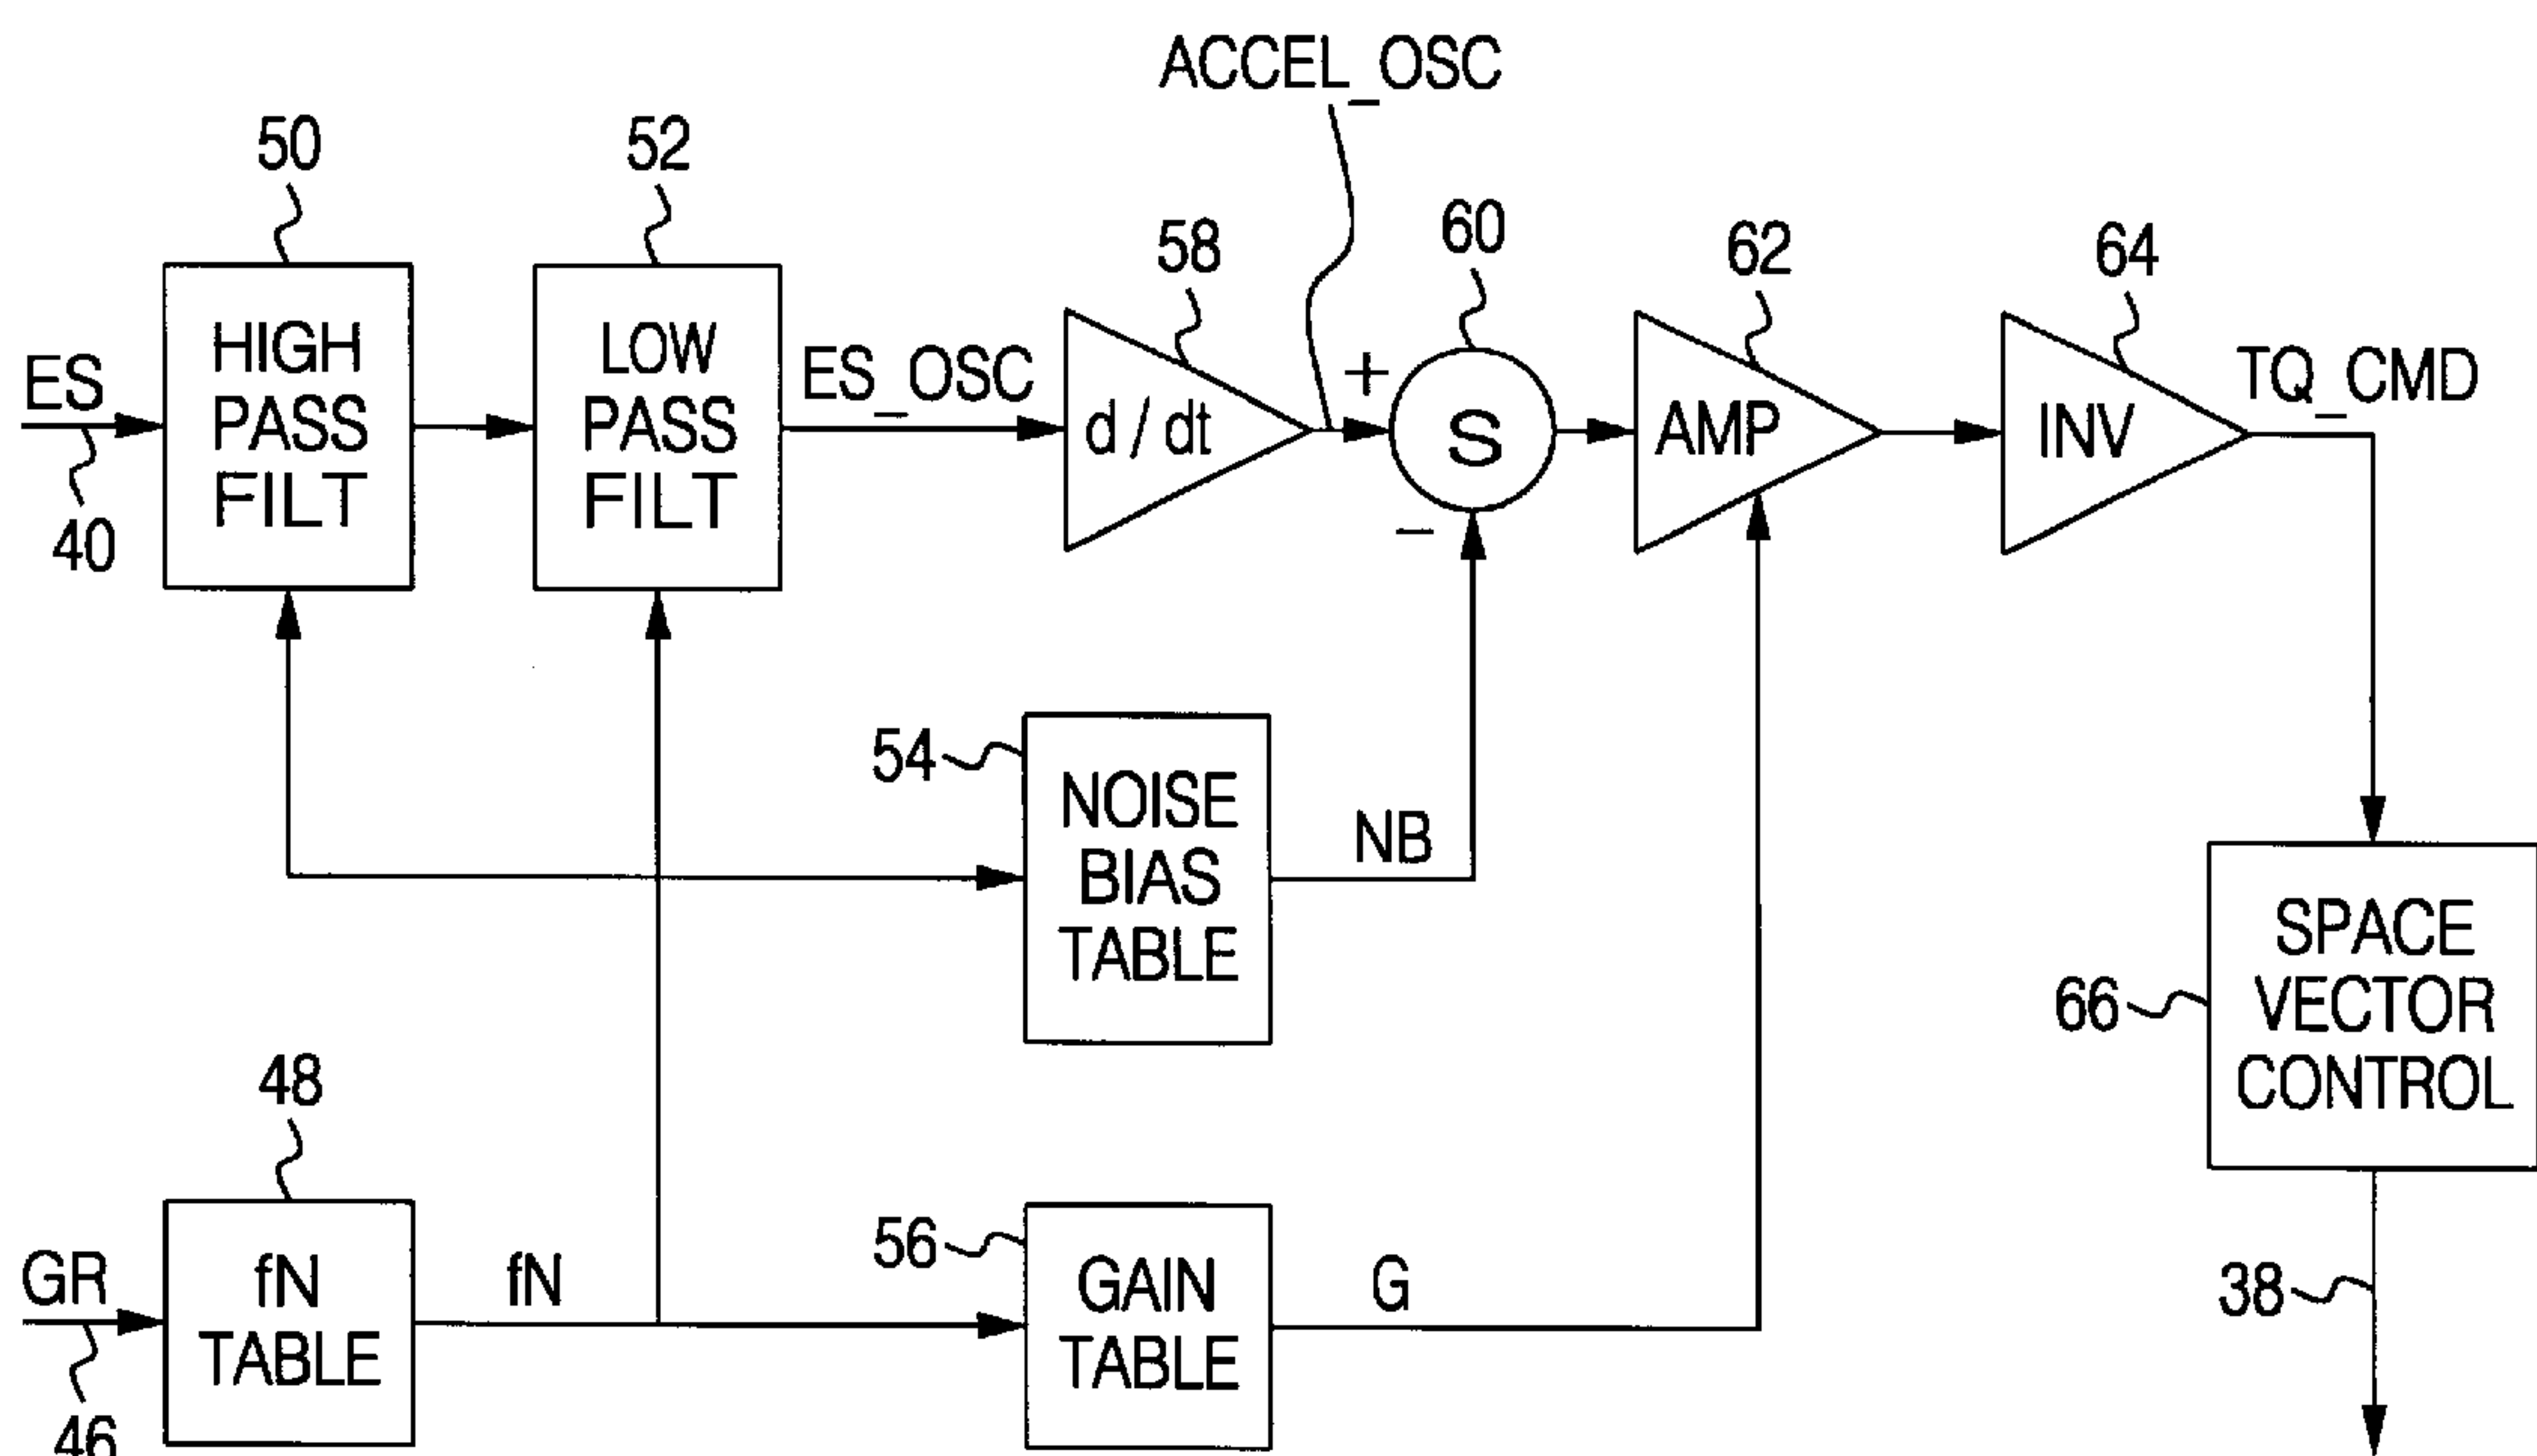 ACCEL_OSC
50
52
58
60
62
64
ES
40
HIGH
PASS
FILT
LOW
PASS
FILT
ES_OSC
d/dt
+
S
-
AMP
INV
TQ_CMD
54
NOISE
BIAS
TABLE
NB
66
SPACE
VECTOR
CONTROL
38
48
GR
46
fN
TABLE
fN
56
GAIN
TABLE
G